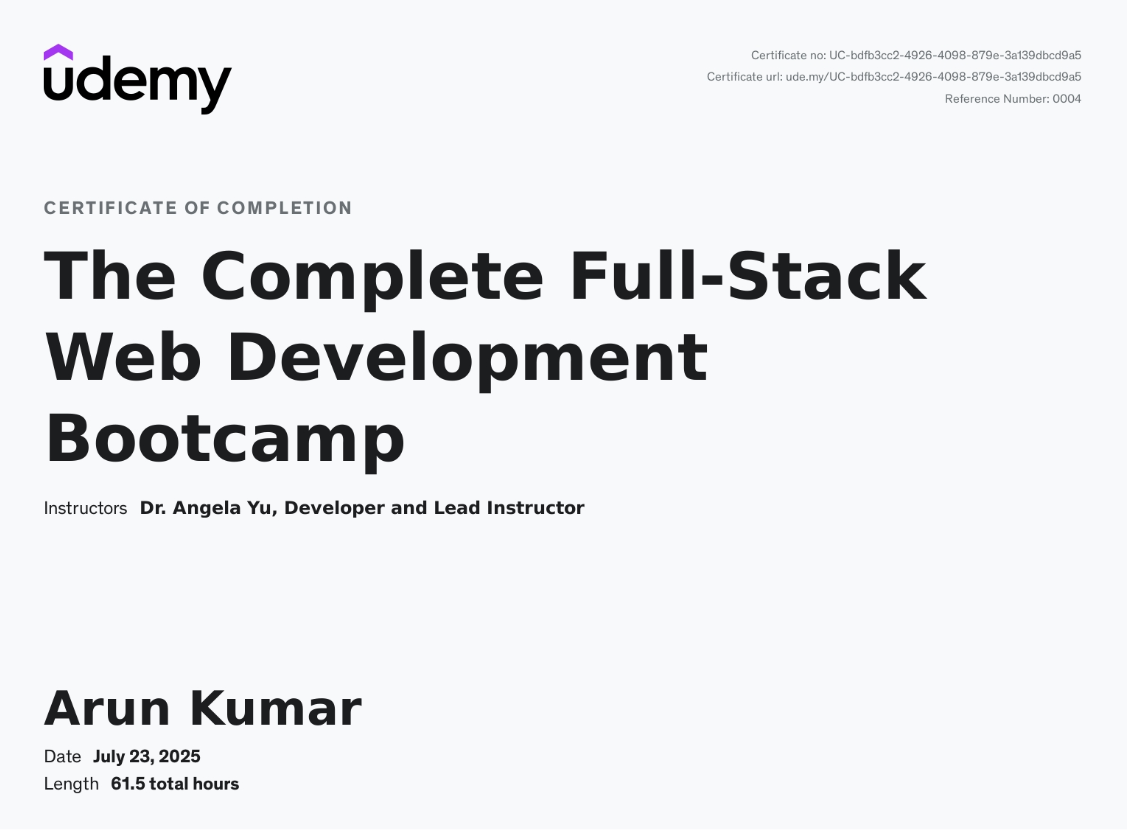 udemy
Certificate no: UC-bdfb3cc2-4926-4098-879e-3a139dbcd9a5
Certificate url: ude.my/UC-bdfb3cc2-4926-4098-879e-3a139dbcd9a5
Reference Number: 0004
CERTIFICATE OF COMPLETION
The Complete Full-Stack
Web Development
Bootcamp
Instructors Dr. Angela Yu, Developer and Lead Instructor
Arun Kumar
Date July 23, 2025
Length 61.5 total hours